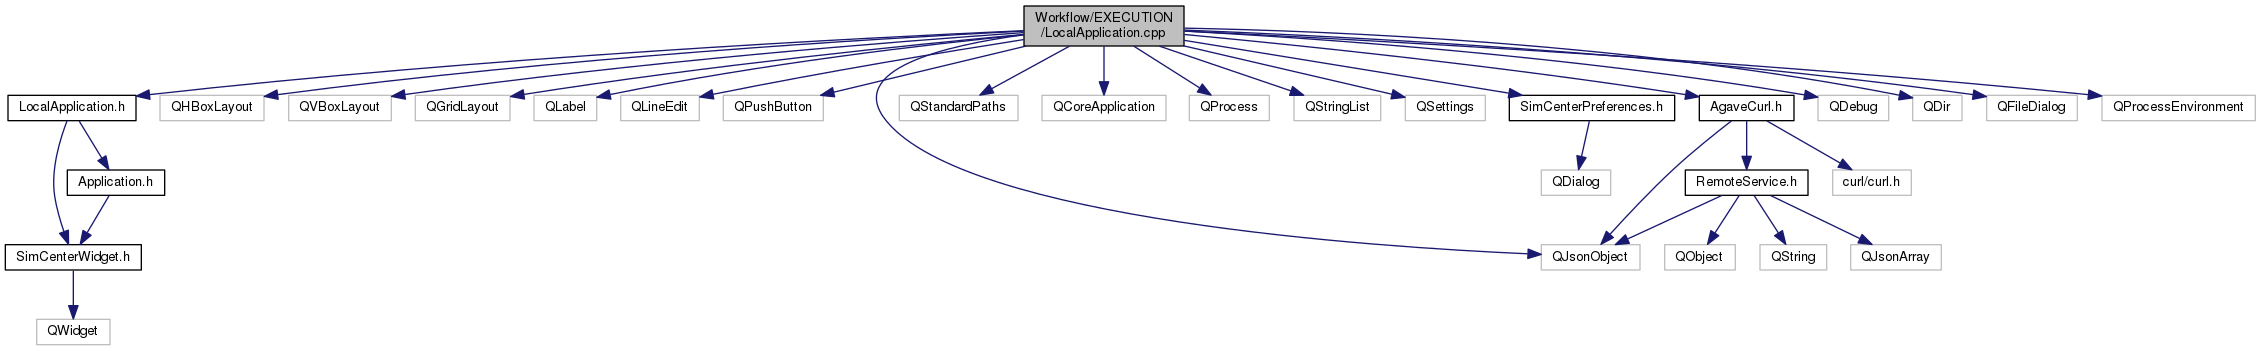 Workflow/EXECUTION
/LocalApplication.cpp
LocalApplication.h
QHBoxLayout
QVBoxLayout
QGridLayout
QLabel
QLineEdit
QPushButton
QStandardPaths
QCoreApplication
QProcess
QStringList
QSettings
SimCenterPreferences.h
AgaveCurl.h
QDebug
QDir
QFileDialog
QProcessEnvironment
Application.h
QDialog
RemoteService.h
curl/curl.h
SimCenterWidget.h
QJsonObject
QObject
QString
QJsonArray
QWidget